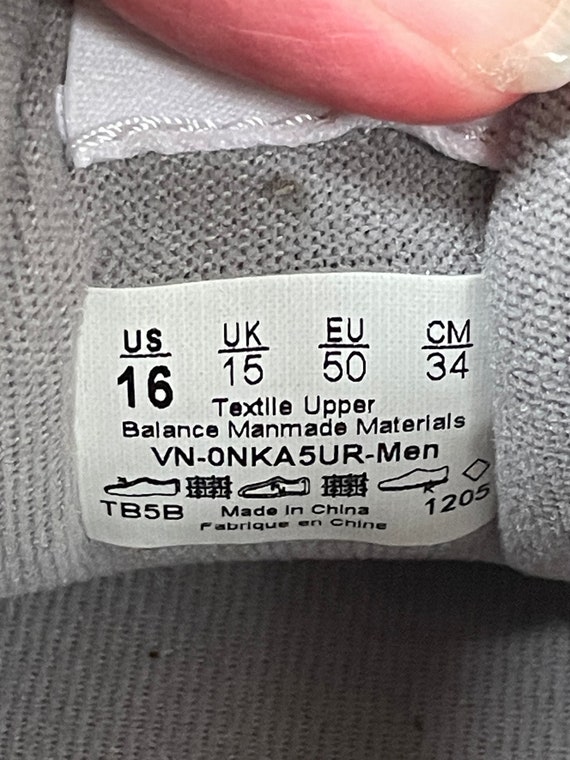 US UK EU CM
16 15 50 34
Textile Upper
Balance Manmade Materials
VN-0NKA5UR-Men
TB5B 1205
Made in China
Fabrique en Chine